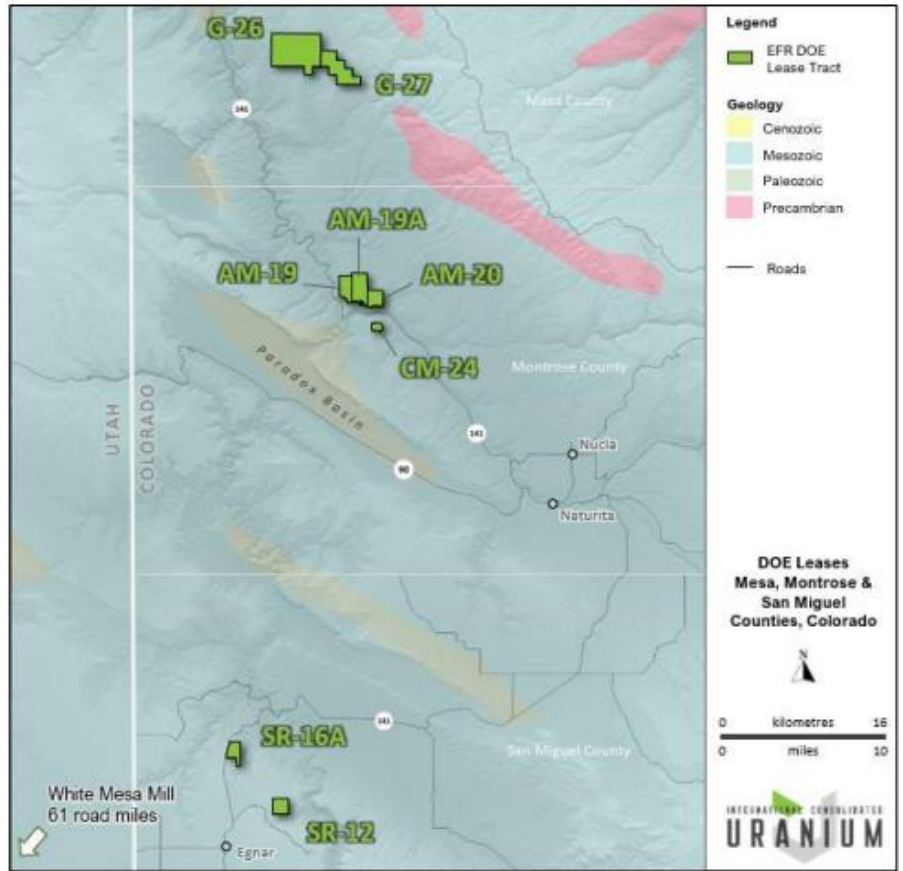 G-26
G-27
141
Mesa County
AM-19A
AM-19
AM-20
CM-24
Paradox Basin
Montrose County
UTAH
COLORADO
141
90
Nucla
Naturita
SR-16A
141
San Miguel County
White Mesa Mill
61 road miles
SR-12
Egnar
Legend
EFR DOE
Lease Tract
Geology
Cenozoic
Mesozoic
Paleozoic
Precambrian
Roads
DOE Leases
Mesa, Montrose &
San Miguel
Counties, Colorado
N
0 kilometres 16
0 miles 10
INTERNATIONAL CONSOLIDATED
URANIUM